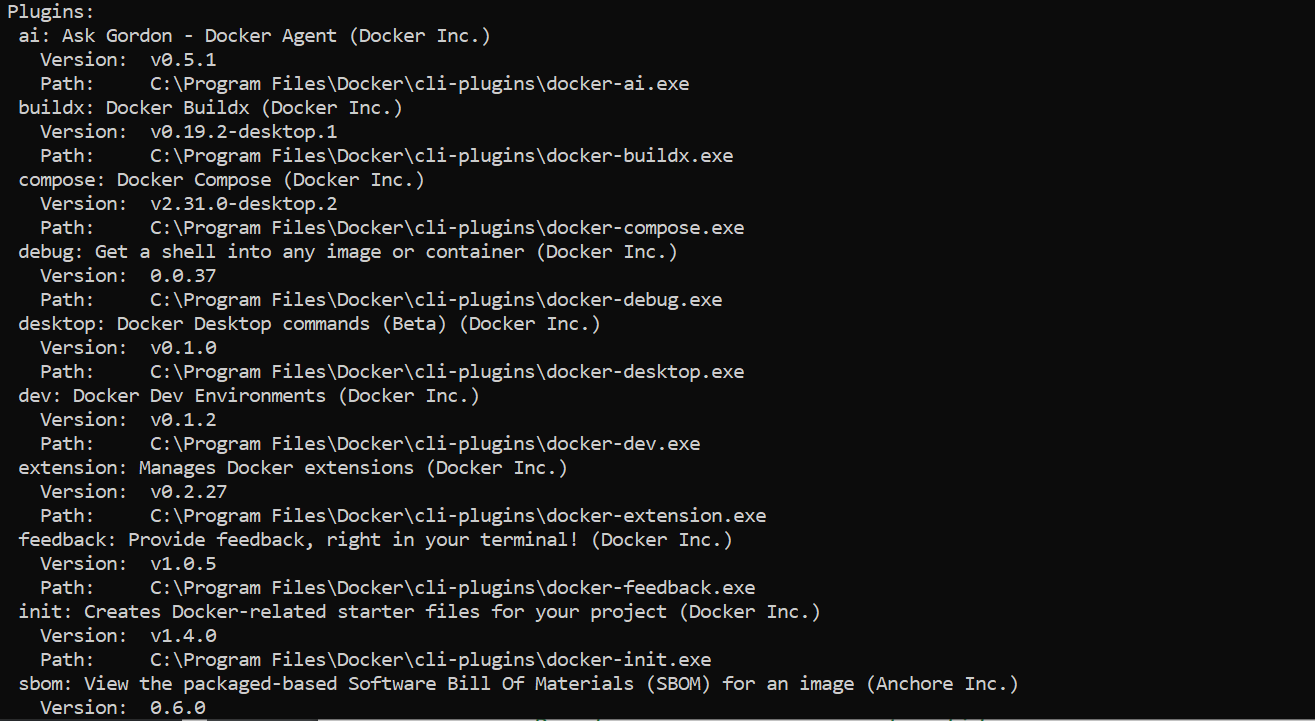 Plugins:
ai: Ask Gordon - Docker Agent (Docker Inc.)
Version:  v0.5.1
Path:     C:\Program Files\Docker\cli-plugins\docker-ai.exe
buildx: Docker Buildx (Docker Inc.)
Version:  v0.19.2-desktop.1
Path:     C:\Program Files\Docker\cli-plugins\docker-buildx.exe
compose: Docker Compose (Docker Inc.)
Version:  v2.31.0-desktop.2
Path:     C:\Program Files\Docker\cli-plugins\docker-compose.exe
debug: Get a shell into any image or container (Docker Inc.)
Version:  0.0.37
Path:     C:\Program Files\Docker\cli-plugins\docker-debug.exe
desktop: Docker Desktop commands (Beta) (Docker Inc.)
Version:  v0.1.0
Path:     C:\Program Files\Docker\cli-plugins\docker-desktop.exe
dev: Docker Dev Environments (Docker Inc.)
Version:  v0.1.2
Path:     C:\Program Files\Docker\cli-plugins\docker-dev.exe
extension: Manages Docker extensions (Docker Inc.)
Version:  v0.2.27
Path:     C:\Program Files\Docker\cli-plugins\docker-extension.exe
feedback: Provide feedback, right in your terminal! (Docker Inc.)
Version:  v1.0.5
Path:     C:\Program Files\Docker\cli-plugins\docker-feedback.exe
init: Creates Docker-related starter files for your project (Docker Inc.)
Version:  v1.4.0
Path:     C:\Program Files\Docker\cli-plugins\docker-init.exe
sbom: View the packaged-based Software Bill Of Materials (SBOM) for an image (Anchore Inc.)
Version:  0.6.0